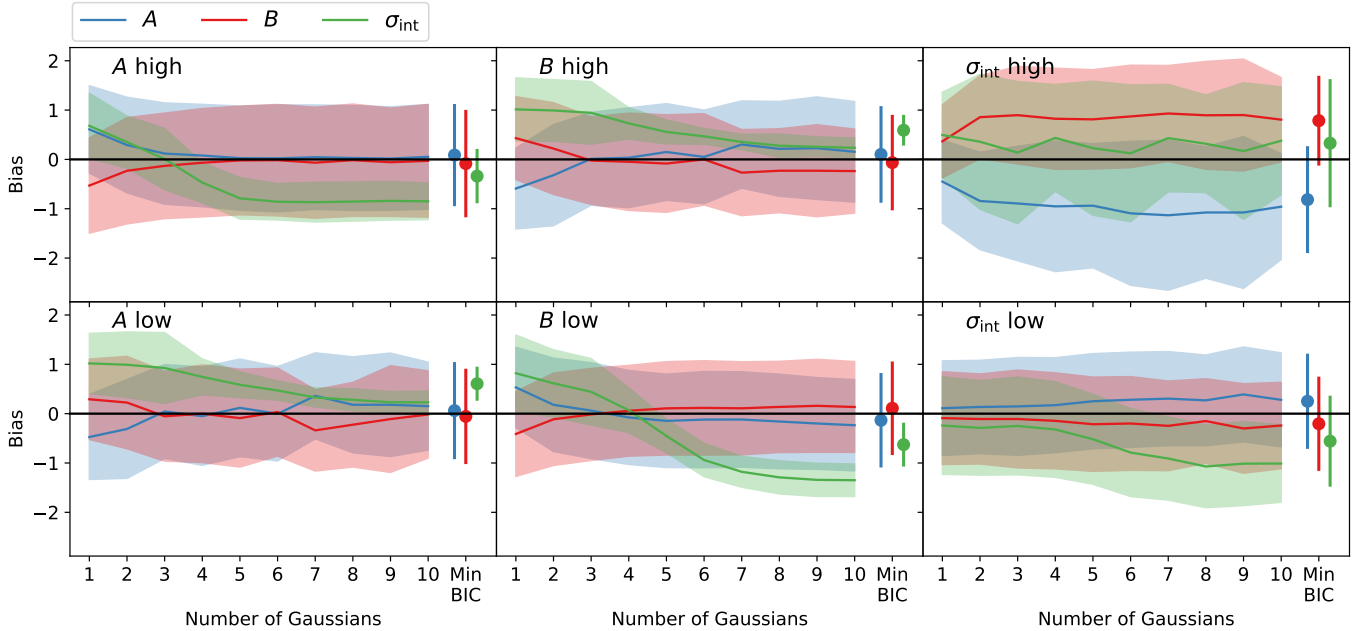 A B σint
A high
B high
σint high
2
1
0
−1
−2
Bias
A low
B low
σint low
2
1
0
−1
−2
Bias
1 2 3 4 5 6 7 8 9 10 Min BIC
1 2 3 4 5 6 7 8 9 10 Min BIC
1 2 3 4 5 6 7 8 9 10 Min BIC
Number of Gaussians
Number of Gaussians
Number of Gaussians